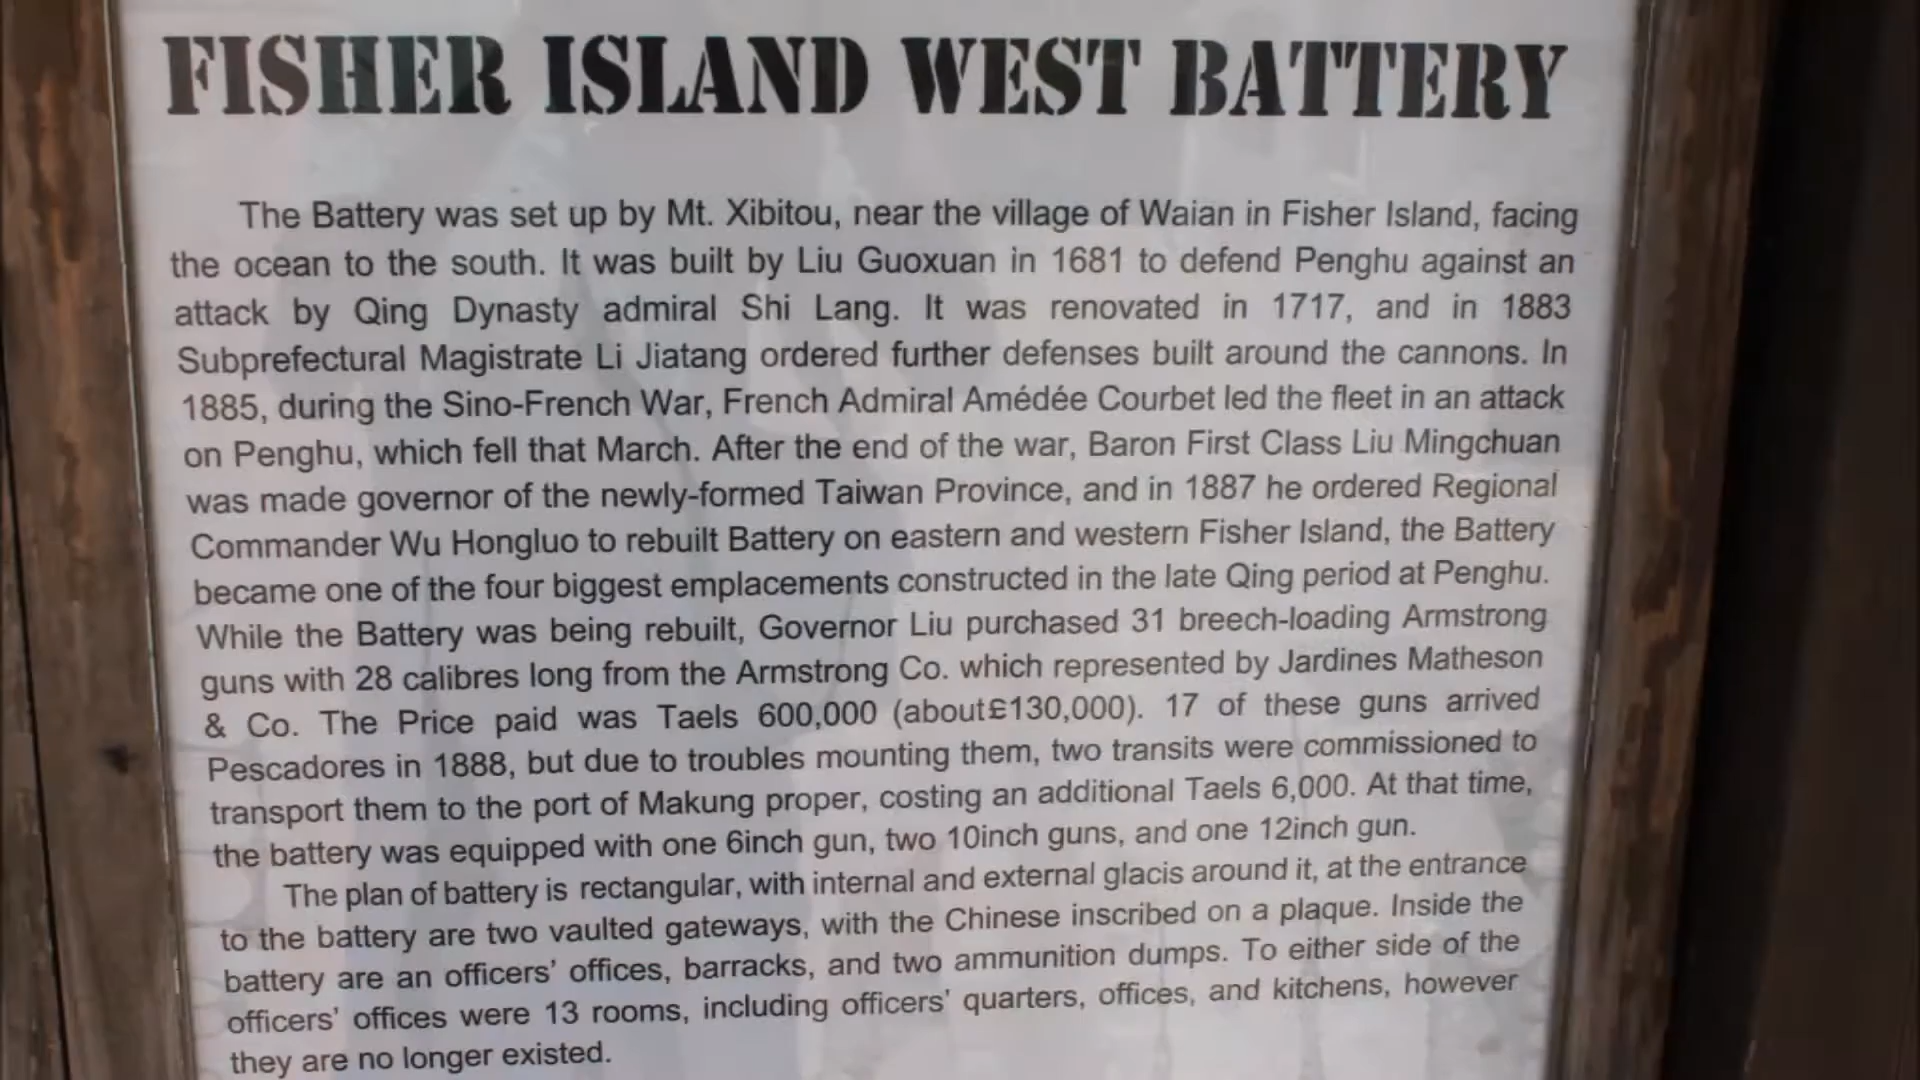 FISHER ISLAND WEST BATTERY
The Battery was set up by Mt. Xibitou, near the village of Waian in Fisher Island, facing
the ocean to the south. It was built by Liu Guoxuan in 1681 to defend Penghu against an
attack by Qing Dynasty admiral Shi Lang. It was renovated in 1717, and in 1883
Subprefectural Magistrate Li Jiatang ordered further defenses built around the cannons. In
1885, during the Sino-French War, French Admiral Amédée Courbet led the fleet in an attack
on Penghu, which fell that March. After the end of the war, Baron First Class Liu Mingchuan
was made governor of the newly-formed Taiwan Province, and in 1887 he ordered Regional
Commander Wu Hongluo to rebuilt Battery on eastern and western Fisher Island, the Battery
became one of the four biggest emplacements constructed in the late Qing period at Penghu.
While the Battery was being rebuilt, Governor Liu purchased 31 breech-loading Armstrong
guns with 28 calibres long from the Armstrong Co. which represented by Jardines Matheson
& Co. The Price paid was Taels 600,000 (about£130,000). 17 of these guns arrived
Pescadores in 1888, but due to troubles mounting them, two transits were commissioned to
transport them to the port of Makung proper, costing an additional Taels 6,000. At that time,
the battery was equipped with one 6inch gun, two 10inch guns, and one 12inch gun.
The plan of battery is rectangular, with internal and external glacis around it, at the entrance
to the battery are two vaulted gateways, with the Chinese inscribed on a plaque. Inside the
battery are an officers' offices, barracks, and two ammunition dumps. To either side of the
officers' offices were 13 rooms, including officers' quarters, offices, and kitchens, however
they are no longer existed.